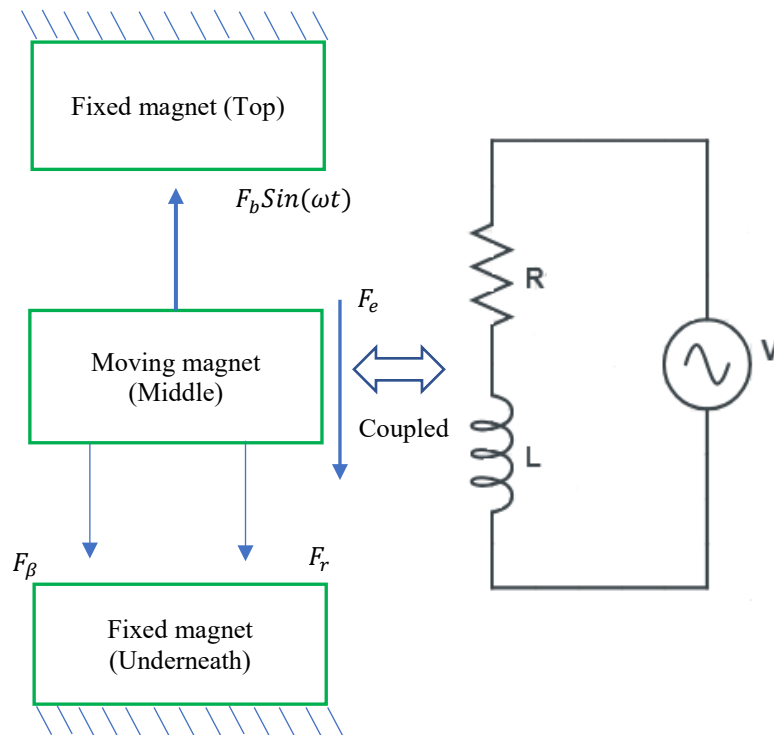 Fixed magnet (Top)
F_b Sin(ωt)
F_e
Moving magnet
(Middle)
Coupled
R
L
V
F_β
F_r
Fixed magnet
(Underneath)